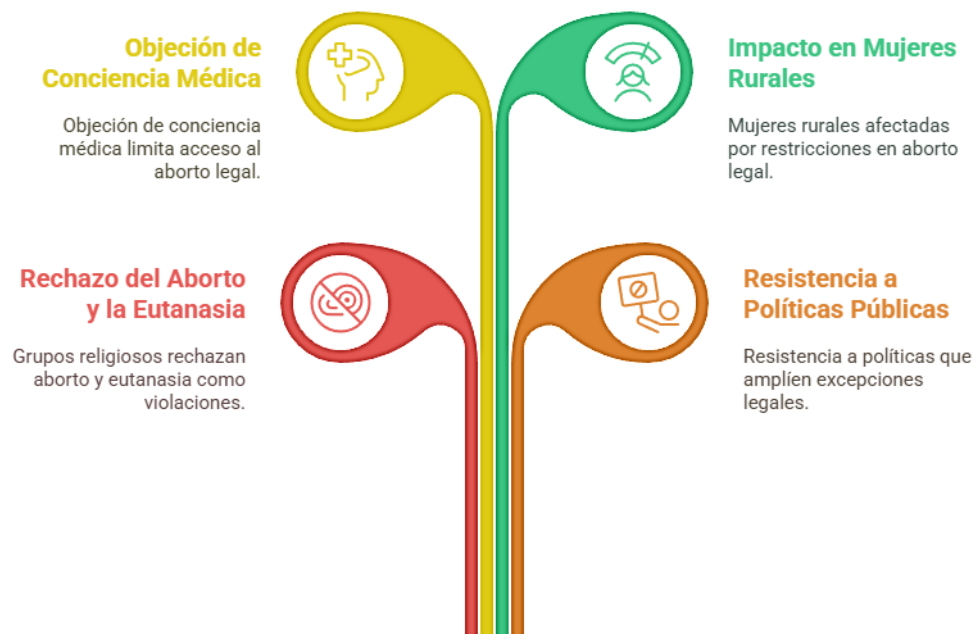 Objeción de
Conciencia Médica
Objeción de conciencia
médica limita acceso al
aborto legal.
Impacto en Mujeres
Rurales
Mujeres rurales afectadas
por restricciones en aborto
legal.
Rechazo del Aborto
y la Eutanasia
Grupos religiosos rechazan
aborto y eutanasia como
violaciones.
Resistencia a
Políticas Públicas
Resistencia a políticas que
amplíen excepciones
legales.